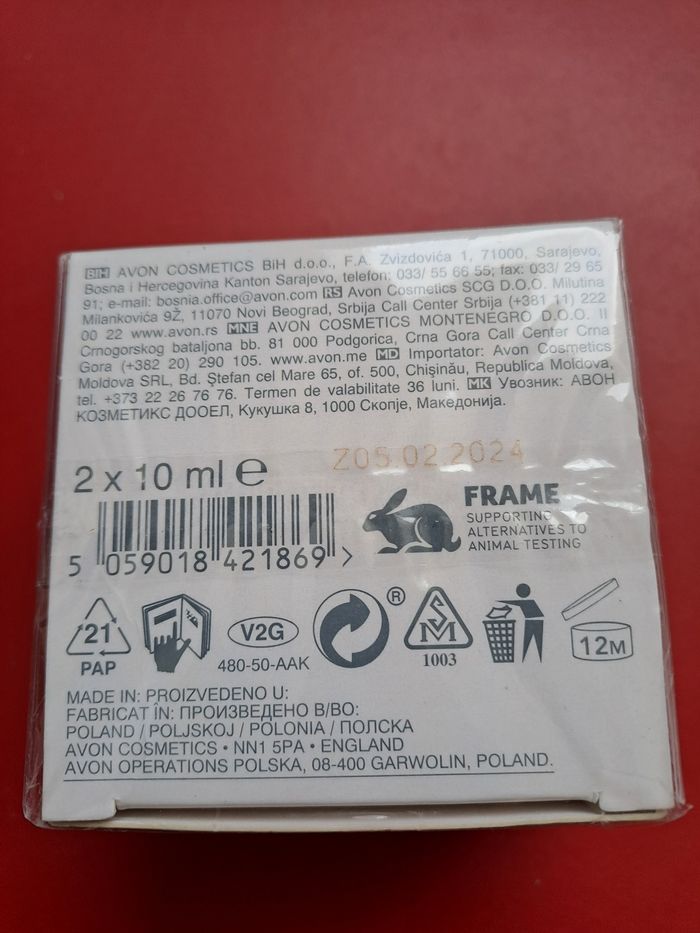 BIH AVON COSMETICS BiH d.o.o., F.A. Zvizdovića 1, 71000, Sarajevo,
Bosna i Hercegovina Kanton Sarajevo, telefon: 033/ 55 66 55; fax: 033/ 29 65
91; e-mail: bosnia.office@avon.com RS Avon Cosmetics SCG D.O.O. Milutina
Milankovića 9Ž, 11070 Novi Beograd, Srbija Call Center Srbija (+381 11) 222
00 22 www.avon.rs MNE AVON COSMETICS MONTENEGRO D.O.O. II
Crnogorskog bataljona bb. 81 000 Podgorica, Crna Gora Call Center Crna
Gora (+382 20) 290 105. www.avon.me MD Importator: Avon Cosmetics
Moldova SRL, Bd. Ştefan cel Mare 65, of. 500, Chişinău, Republica Moldova,
tel. +373 22 26 76 76. Termen de valabilitate 36 luni. MK Увозник: АВОН
КОЗМЕТИКС ДООЕЛ, Кукушка 8, 1000 Скопје, Македонија.
2 x 10 ml e
Z05.02.2024
5 059018 421869 >
FRAME
SUPPORTING
ALTERNATIVES TO
ANIMAL TESTING
21
PAP
V2G
480-50-AAK
®
SM
1003
12M
MADE IN: PROIZVEDENO U:
FABRICAT ÎN: ПРОИЗВЕДЕНО В/ВО:
POLAND / POLJSKOJ / POLONIA / ПОЛСКА
AVON COSMETICS • NN1 5PA • ENGLAND
AVON OPERATIONS POLSKA, 08-400 GARWOLIN, POLAND.